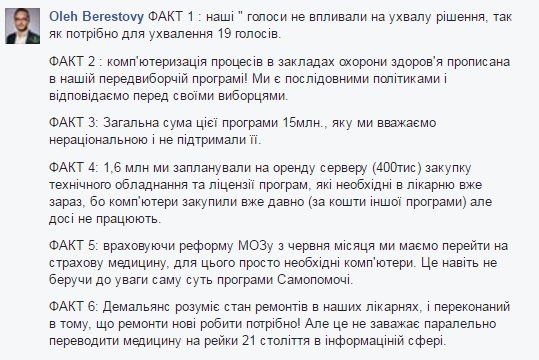 Oleh Berestovy ФАКТ 1 : наші " голоси не впливали на ухвалу рішення, так
як потрібно для ухвалення 19 голосів.
ФАКТ 2 : комп'ютеризація процесів в закладах охорони здоров'я прописана
в нашій передвиборчій програмі! Ми є послідовними політиками і
відповідаємо перед своїми виборцями.
ФАКТ 3: Загальна сума цієї програми 15млн., яку ми вважаємо
нераціональною і не підтримали її.
ФАКТ 4: 1,6 млн ми запланували на оренду серверу (400тис) закупку
технічного обладнання та ліцензії програм, які необхідні в лікарню вже
зараз, бо комп'ютери закупили вже давно (за кошти іншої програми) але
досі не працюють.
ФАКТ 5: враховуючи реформу МОЗу з червня місяця ми маємо перейти на
страхову медицину, для цього просто необхідні комп'ютери. Це навіть не
беручи до уваги саму суть програми Самопомочі.
ФАКТ 6: Демальянс розуміє стан ремонтів в наших лікарнях, і переконаний
в тому, що ремонти нові робити потрібно! Але це не заважає паралельно
переводити медицину на рейки 21 століття в інформаціній сфері.